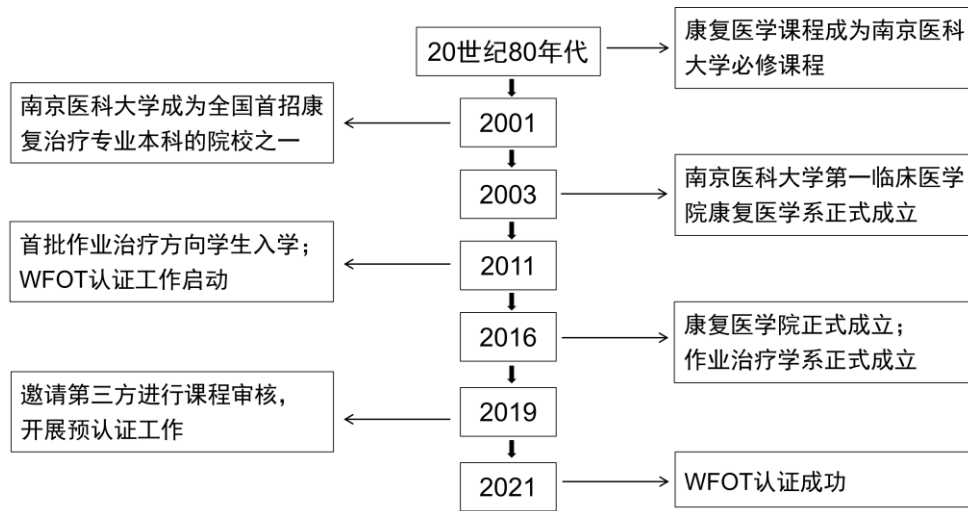 20世纪80年代
康复医学课程成为南京医科
大学必修课程
南京医科大学成为全国首招康
复治疗专业本科的院校之一
2001
2003
南京医科大学第一临床医学
院康复医学系正式成立
首批作业治疗方向学生入学；
WFOT认证工作启动
2011
2016
康复医学院正式成立；
作业治疗学系正式成立
邀请第三方进行课程审核，
开展预认证工作
2019
2021
WFOT认证成功